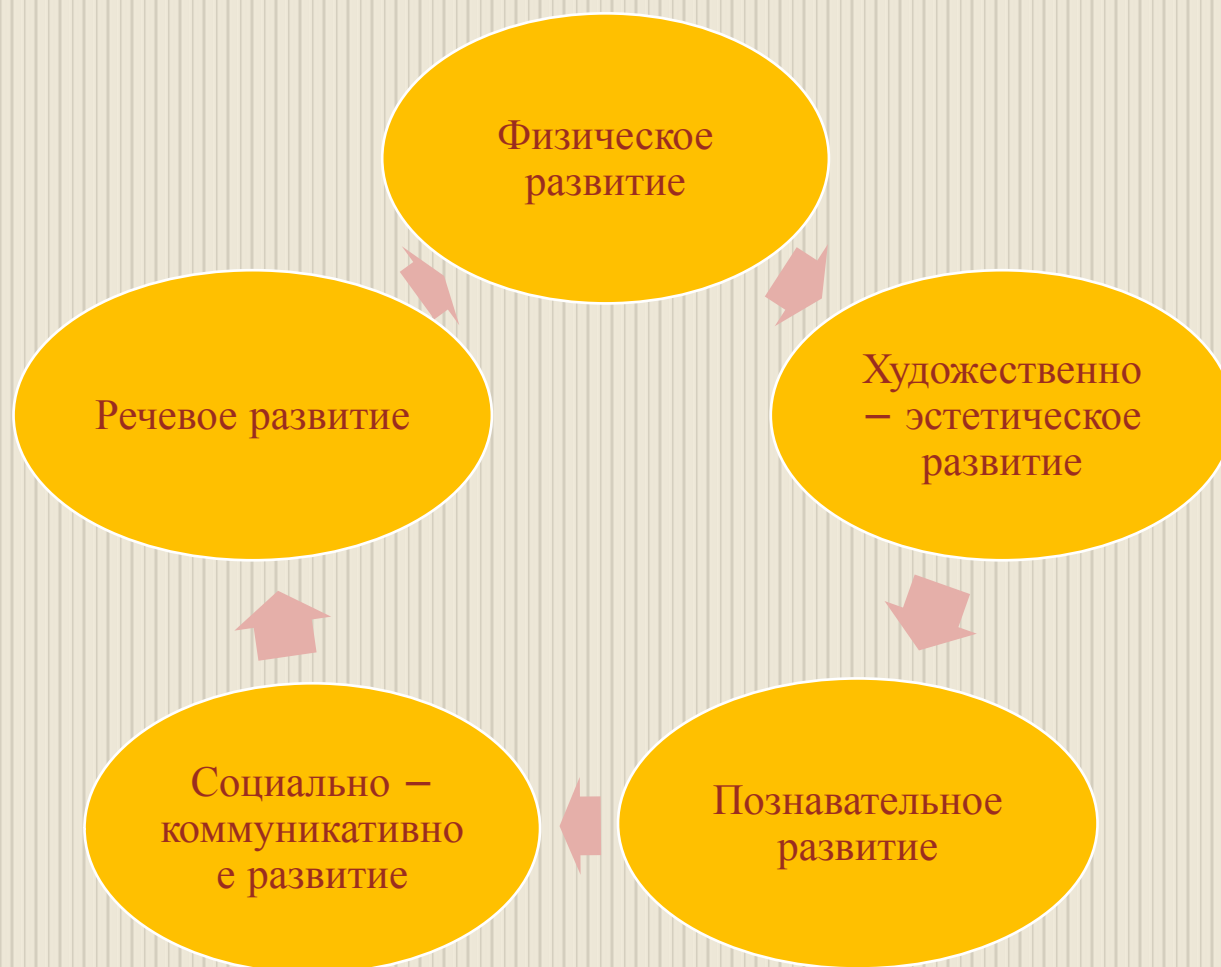 Физическое
развитие
Художественно
– эстетическое
развитие
Познавательное
развитие
Социально –
коммуникативно
е развитие
Речевое развитие